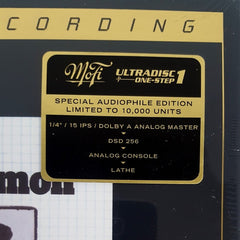 CORDING
MoFi ULTRADISC ONE-STEP 1
SPECIAL AUDIOPHILE EDITION
LIMITED TO 10,000 UNITS
1/4" / 15 IPS / DOLBY A ANALOG MASTER
DSD 256
ANALOG CONSOLE
LATHE
mon